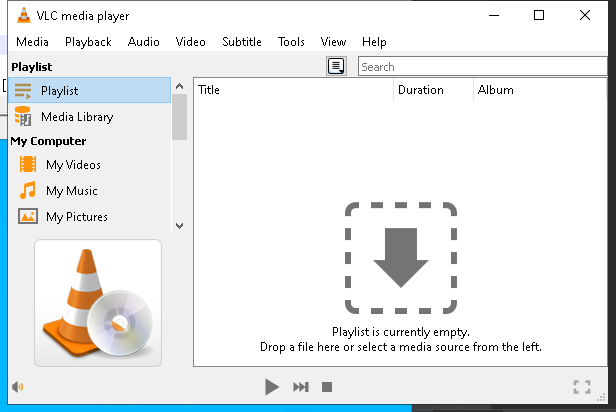 VLC media player
Media Playback Audio Video Subtitle Tools View Help
Playlist
Search
Playlist
Media Library
My Computer
My Videos
My Music
My Pictures
Title Duration Album
Playlist is currently empty.
Drop a file here or select a media source from the left.